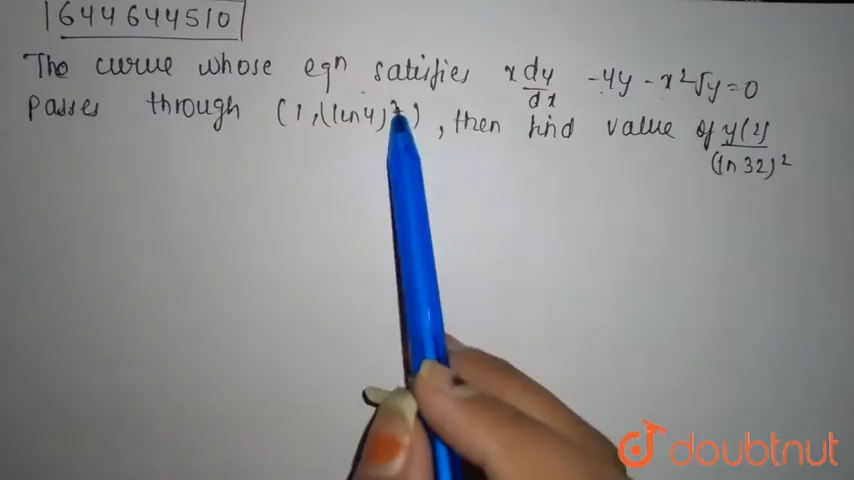 1644644510
The curve whose eqⁿ satisfies x dy/dx - 4y - x²√y = 0
passes through (1, (ln4)²), then find value of y(2)/(ln 32)²
doubtnut